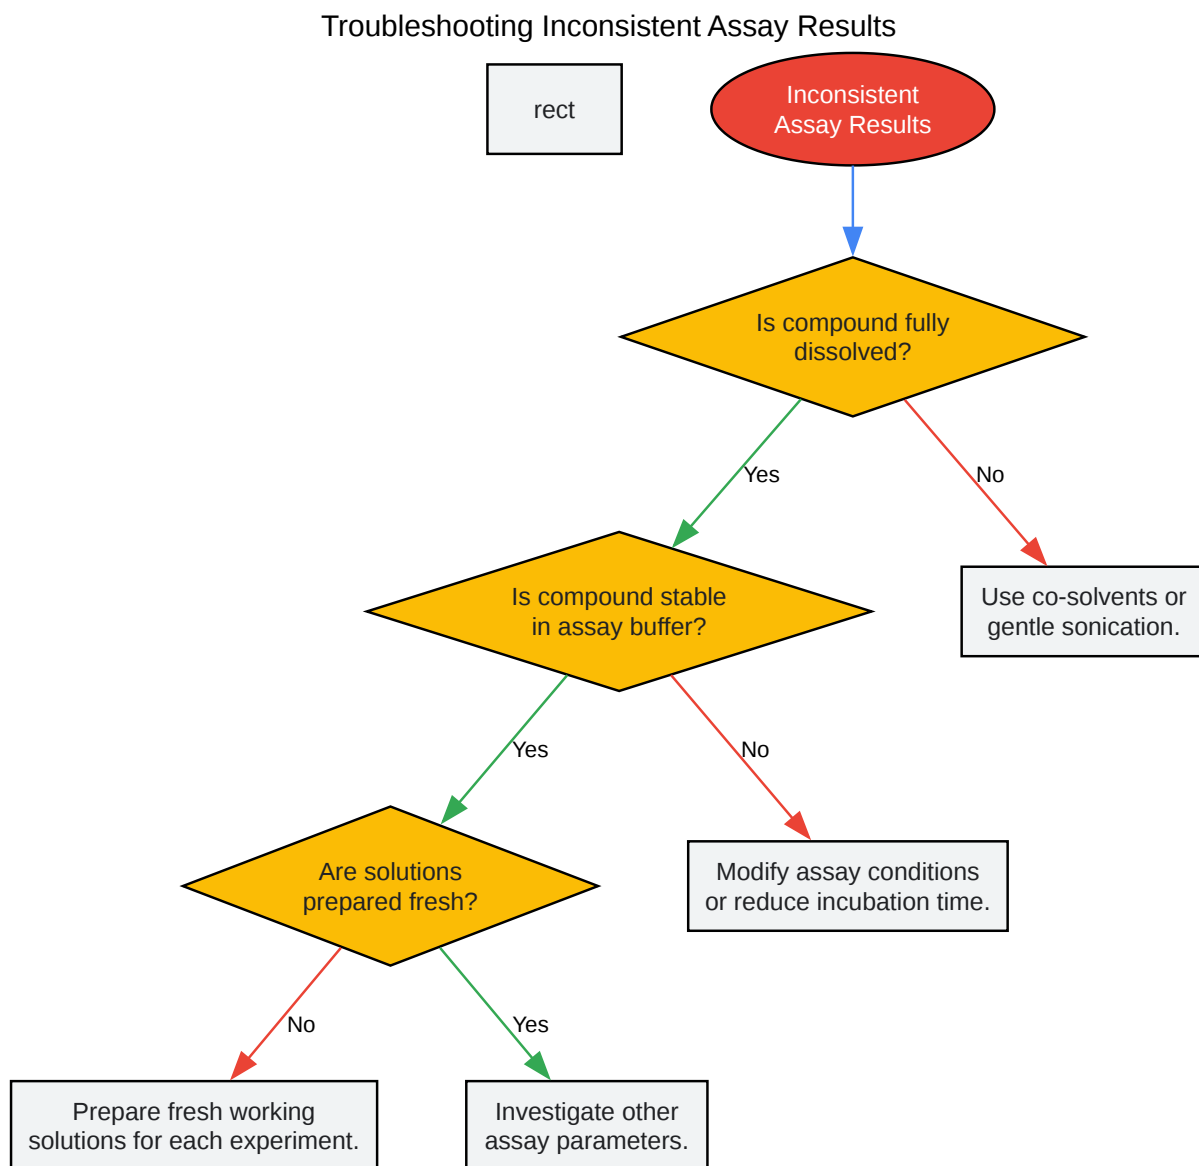 Troubleshooting Inconsistent Assay Results
rect
Inconsistent
Assay Results
Is compound fully
dissolved?
Yes
No
Is compound stable
in assay buffer?
Use co-solvents or
gentle sonication.
Yes
No
Are solutions
prepared fresh?
Modify assay conditions
or reduce incubation time.
No
Yes
Prepare fresh working
solutions for each experiment.
Investigate other
assay parameters.